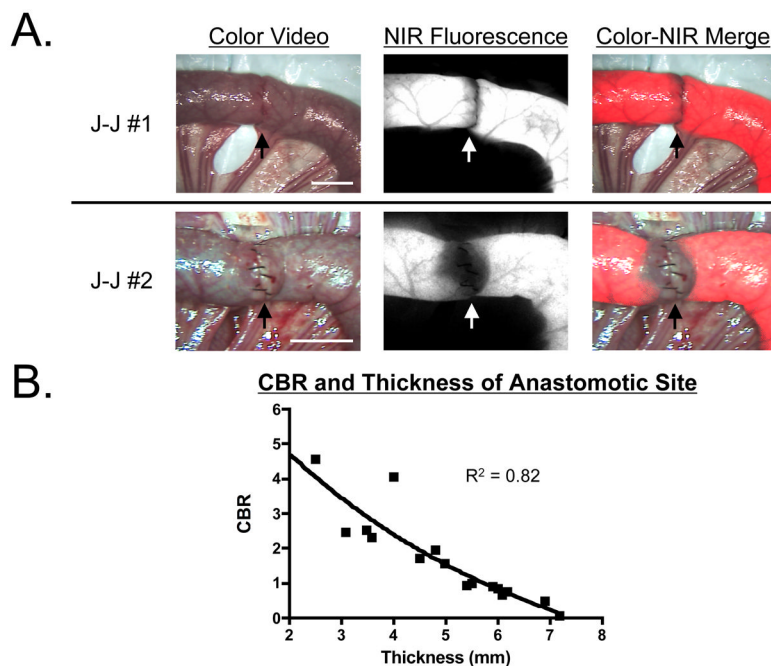 A.
Color Video NIR Fluorescence Color-NIR Merge
J-J #1
J-J #2
B.
CBR and Thickness of Anastomotic Site
6
5
4
3
2
1
0
CBR
R² = 0.82
2 3 4 5 6 7 8
Thickness (mm)